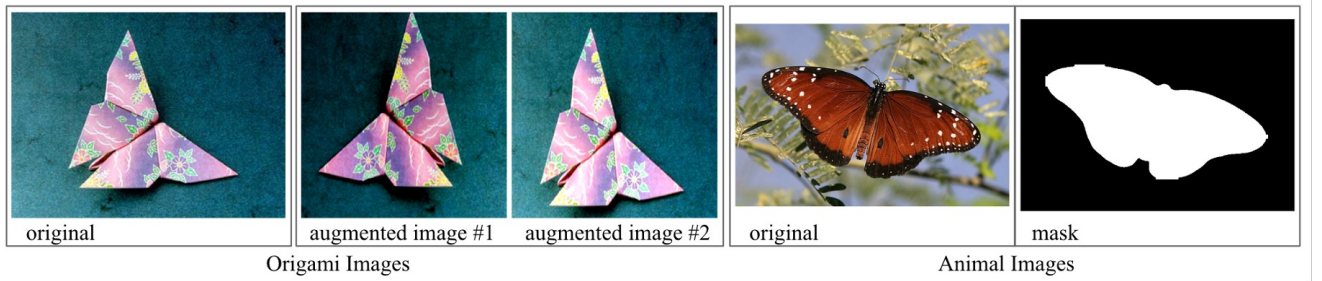 original
augmented image #1
augmented image #2
original
mask
Origami Images
Animal Images